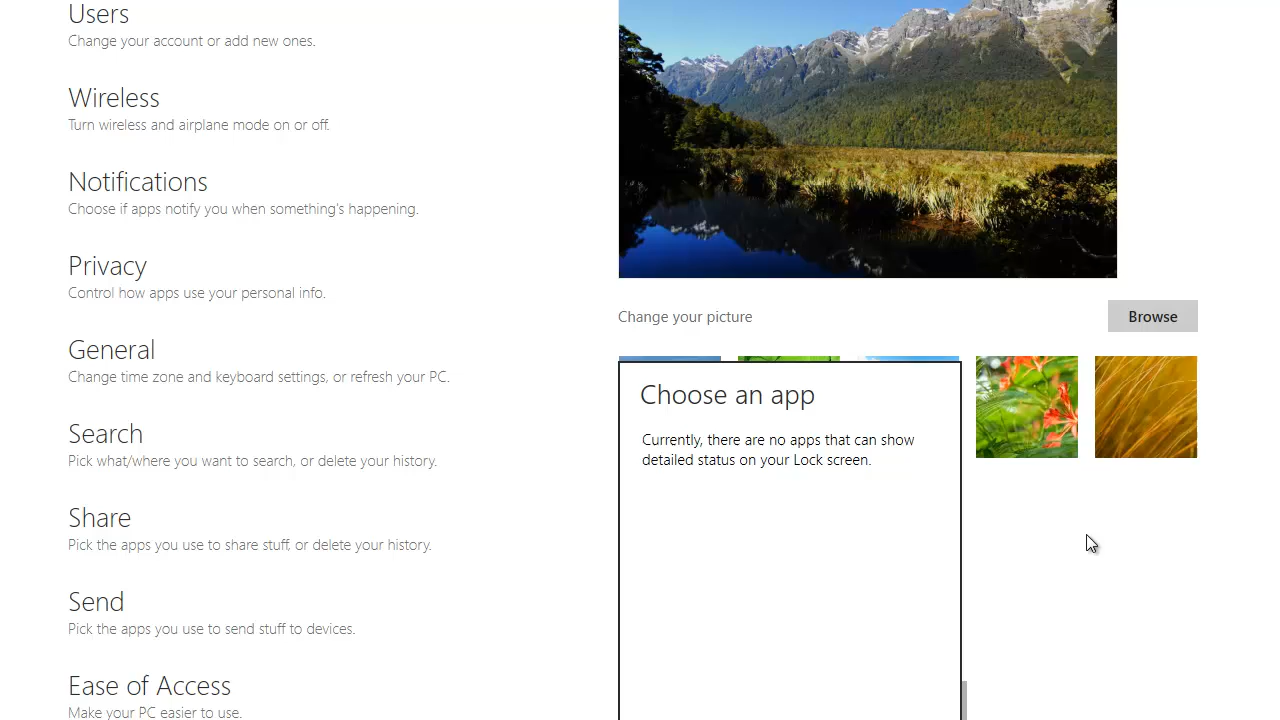 Users
Change your account or add new ones.
Wireless
Turn wireless and airplane mode on or off.
Notifications
Choose if apps notify you when something's happening.
Privacy
Control how apps use your personal info.
General
Change time zone and keyboard settings, or refresh your PC.
Search
Pick what/where you want to search, or delete your history.
Share
Pick the apps you use to share stuff, or delete your history.
Send
Pick the apps you use to send stuff to devices.
Ease of Access
Make your PC easier to use.
Change your picture
Browse
Choose an app
Currently, there are no apps that can show
detailed status on your Lock screen.